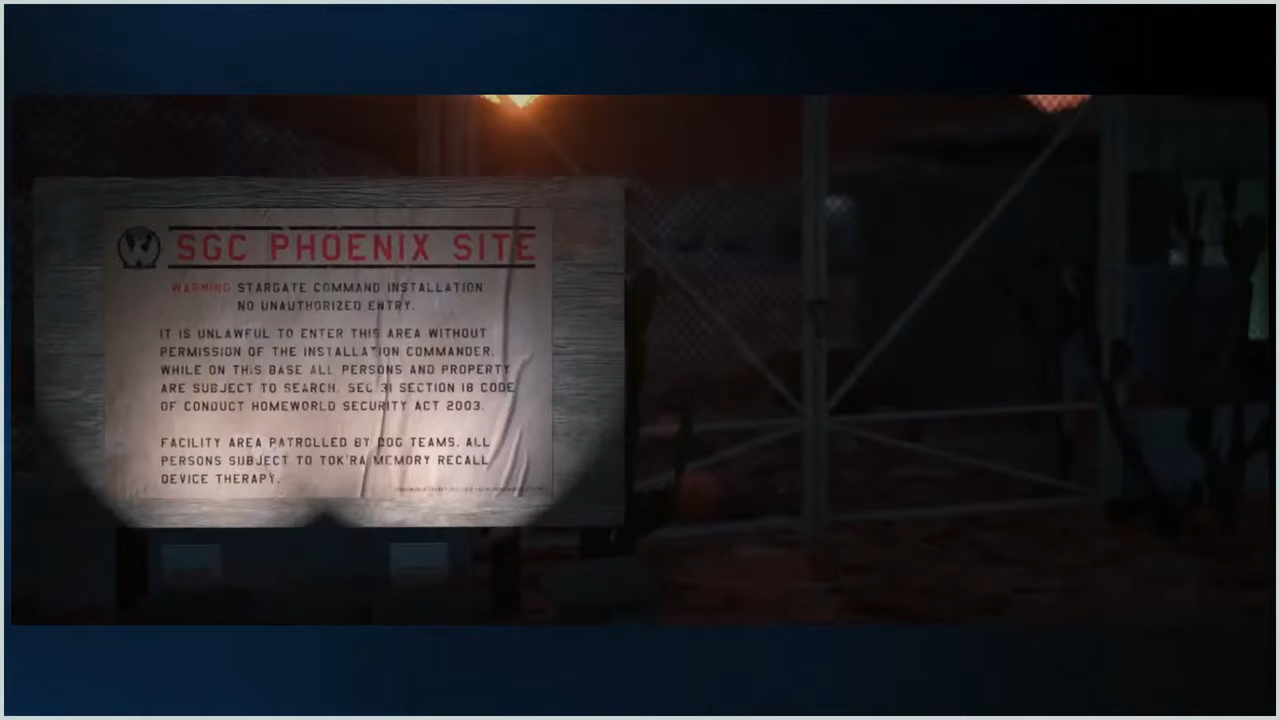 SGC PHOENIX SITE
WARNING STARGATE COMMAND INSTALLATION
NO UNAUTHORIZED ENTRY.
IT IS UNLAWFUL TO ENTER THIS AREA WITHOUT
PERMISSION OF THE INSTALLATION COMMANDER.
WHILE ON THIS BASE ALL PERSONS AND PROPERTY
ARE SUBJECT TO SEARCH. SEC 31 SECTION 18 CODE
OF CONDUCT HOMEWORLD SECURITY ACT 2003.
FACILITY AREA PATROLLED BY DOG TEAMS. ALL
PERSONS SUBJECT TO TOK'RA MEMORY RECALL
DEVICE THERAPY.